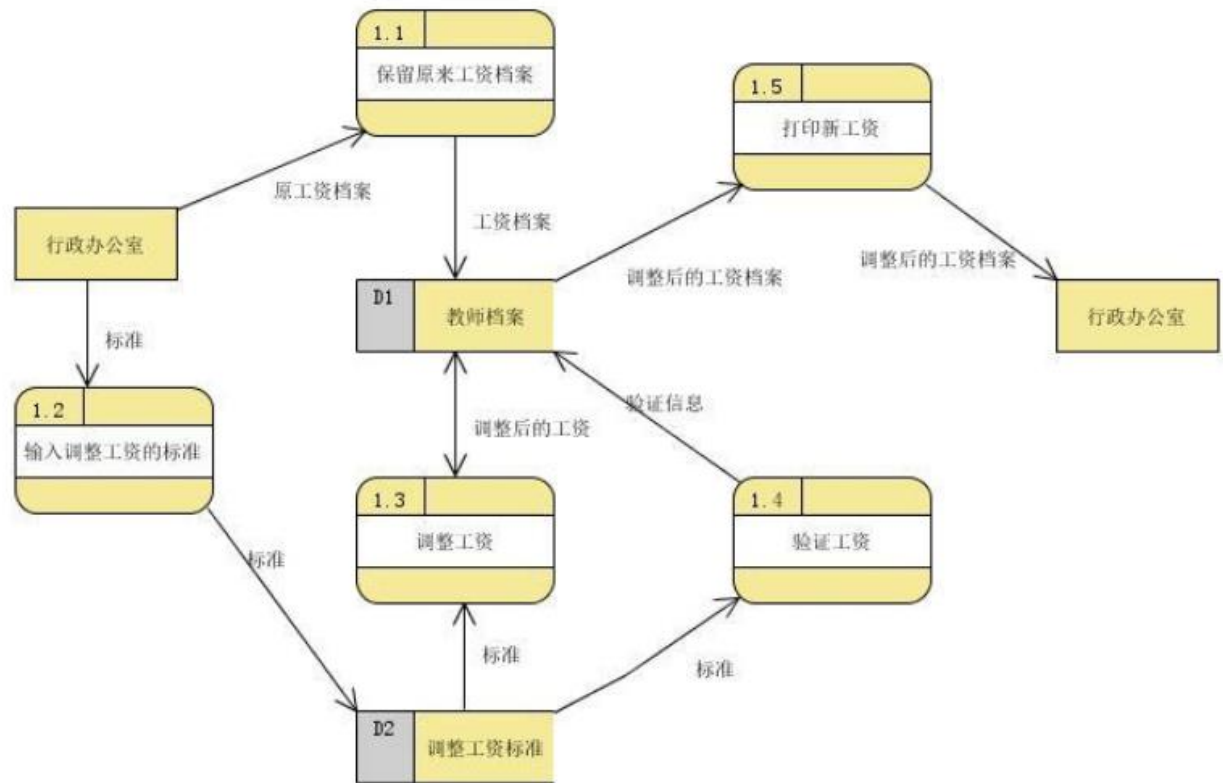 1.1
保留原来工资档案
1.5
打印新工资
原工资档案
行政办公室
工资档案
调整后的工资档案
调整后的工资档案
D1
教师档案
行政办公室
标准
1.2
输入调整工资的标准
验证信息
调整后的工资
1.3
调整工资
1.4
验证工资
标准
标准
标准
D2
调整工资标准